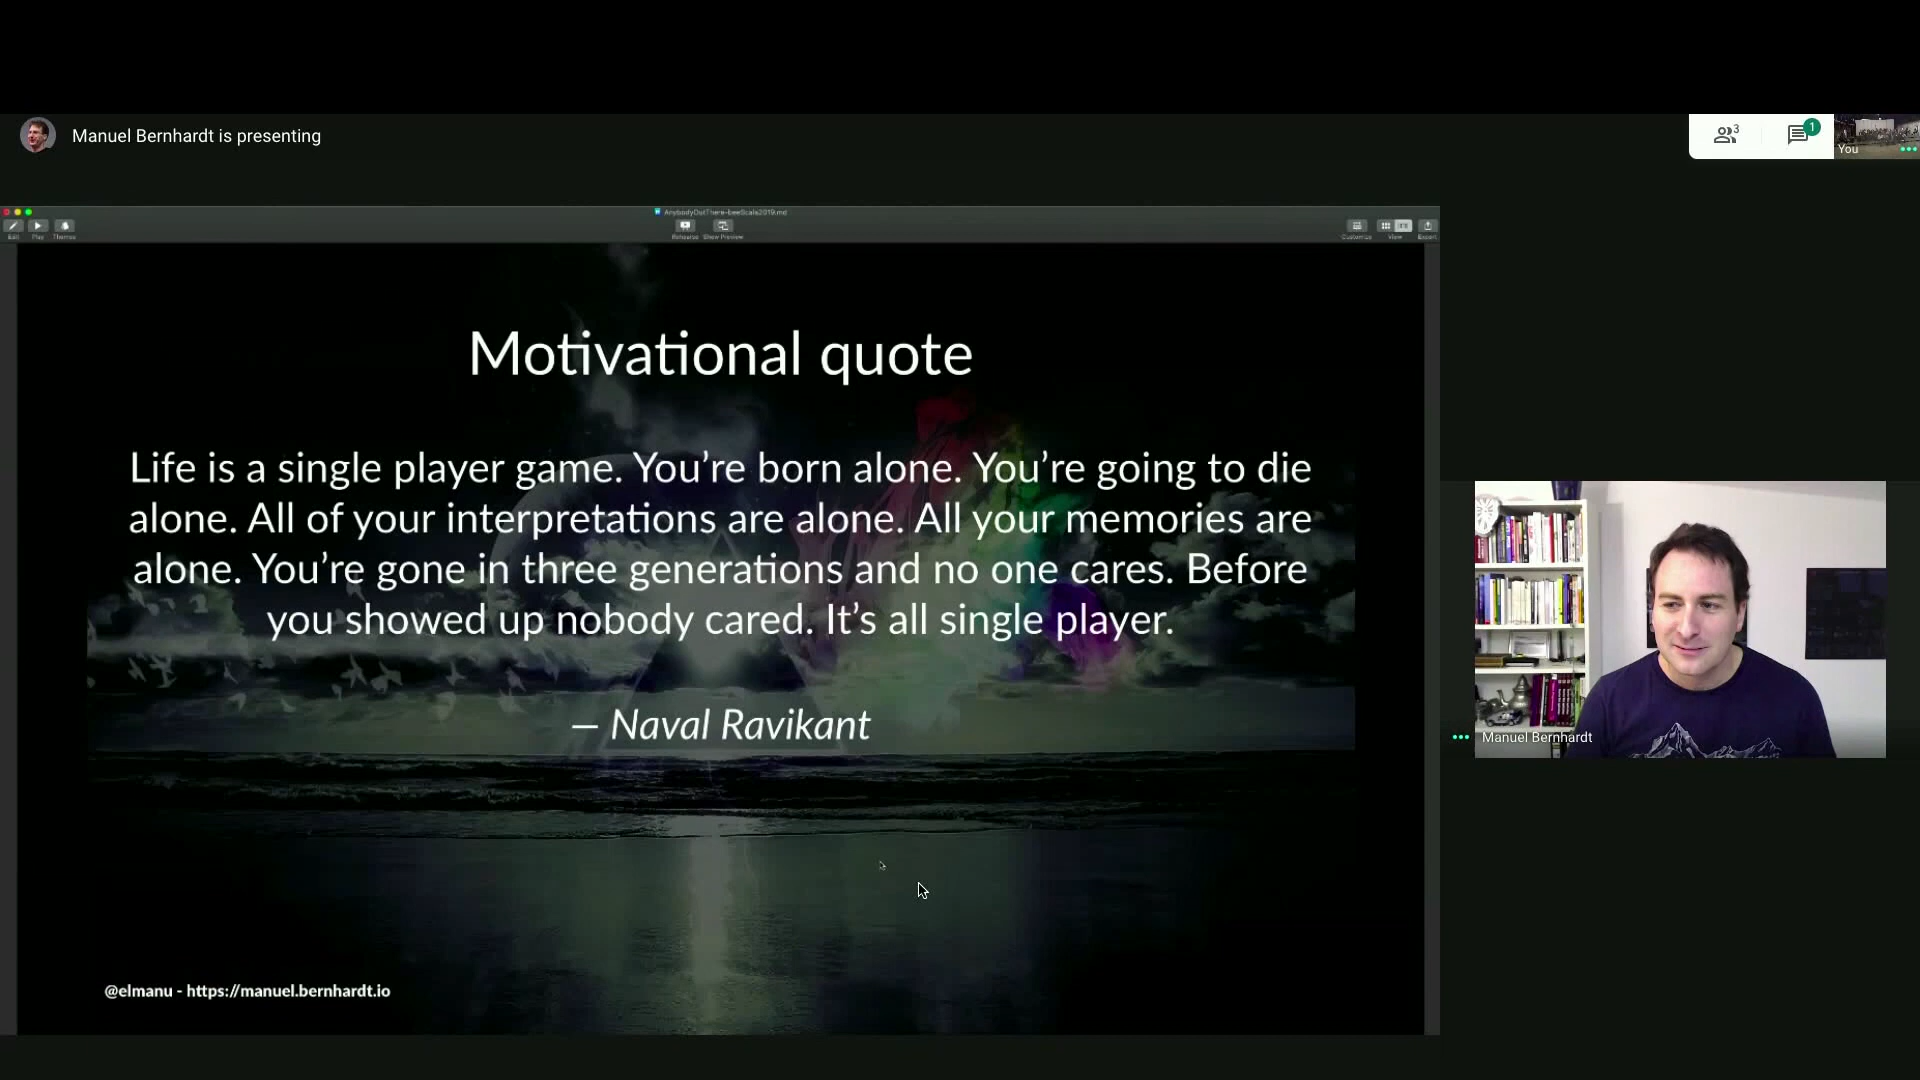 Manuel Bernhardt is presenting
3
1
You
AnybodyOutThere-beeScala2019.md
Edit
Play
Themes
Rehearse
Show Preview
Customize
View
Export
Motivational quote
Life is a single player game. You’re born alone. You’re going to die
alone. All of your interpretations are alone. All your memories are
alone. You’re gone in three generations and no one cares. Before
you showed up nobody cared. It’s all single player.
— Naval Ravikant
Manuel Bernhardt
@elmanu - https://manuel.bernhardt.io